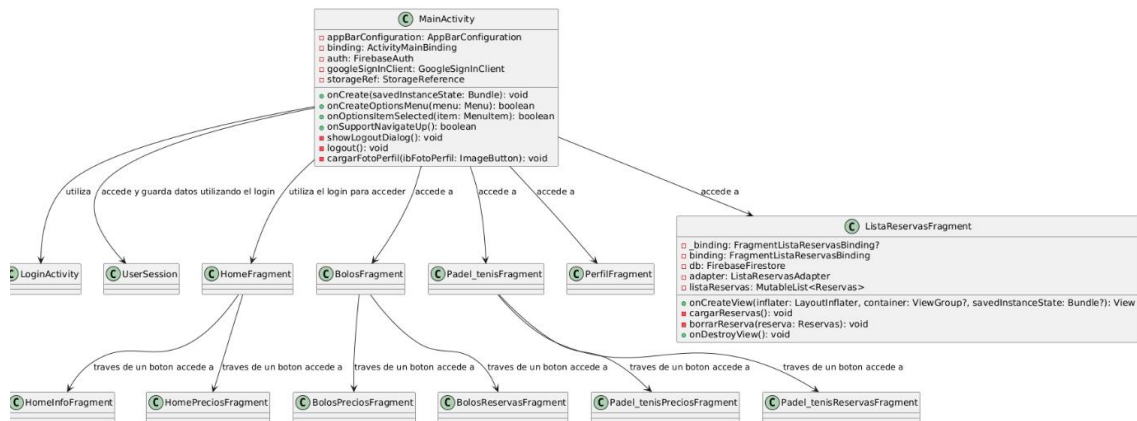 C MainActivity
appBarConfiguration: AppBarConfiguration
binding: ActivityMainBinding
auth: FirebaseAuth
googleSignInClient: GoogleSignInClient
storageRef: StorageReference
onCreate(savedInstanceState: Bundle): void
onCreateOptionsMenu(menu: Menu): boolean
onOptionsItemSelected(item: MenuItem): boolean
onSupportNavigateUp(): boolean
showLogoutDialog(): void
logout(): void
cargarFotoPerfil(ibFotoPerfil: ImageButton): void
utiliza
accede y guarda datos utilizando el login
utiliza el login para acceder
accede a
accede a
accede a
accede a
C LoginActivity
C UserSession
C HomeFragment
C BolosFragment
C Padel_tenisFragment
C PerfilFragment
C ListaReservasFragment
_binding: FragmentListaReservasBinding?
binding: FragmentListaReservasBinding
db: FirebaseFirestore
adapter: ListaReservasAdapter
listaReservas: MutableList<Reservas>
onCreateView(inflater: LayoutInflater, container: ViewGroup?, savedInstanceState: Bundle?): View
cargarReservas(): void
borrarReserva(reserva: Reservas): void
onDestroyView(): void
traves de un boton accede a
traves de un boton accede a
traves de un boton accede a
traves de un boton accede a
traves de un boton accede a
traves de un boton accede a
C HomeInfoFragment
C HomePreciosFragment
C BolosPreciosFragment
C BolosReservasFragment
C Padel_tenisPreciosFragment
C Padel_tenisReservasFragment